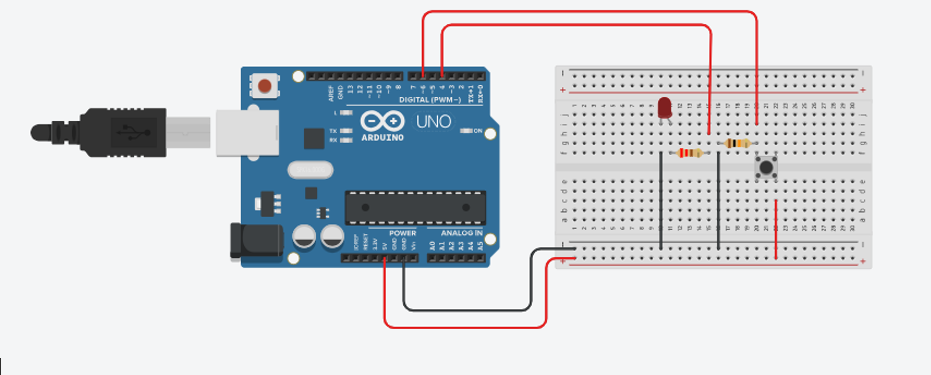 AREF
GND
13
12
~11
~10
~9
8
7
~6
~5
4
~3
2
TX→1
RX←0
DIGITAL (PWM~)
L
TX
RX
UNO
ON
ARDUINO
POWER
ANALOG IN
IOREF
RESET
3.3V
5V
GND
GND
Vin
A0
A1
A2
A3
A4
A5